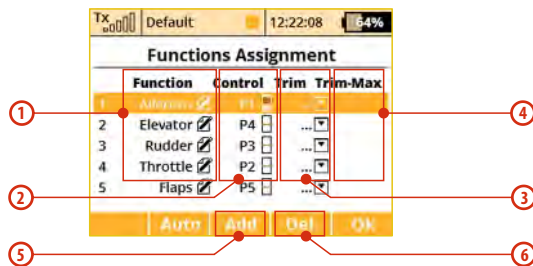 Tx Default 12:22:08 64%
Functions Assignment
Function Control Trim Trim-Max
1 Ailerons P1 ...
2 Elevator P4 ...
3 Rudder P3 ...
4 Throttle P2 ...
5 Flaps P5 ...
Auto Add Del Ok
1
2
3
4
5
6